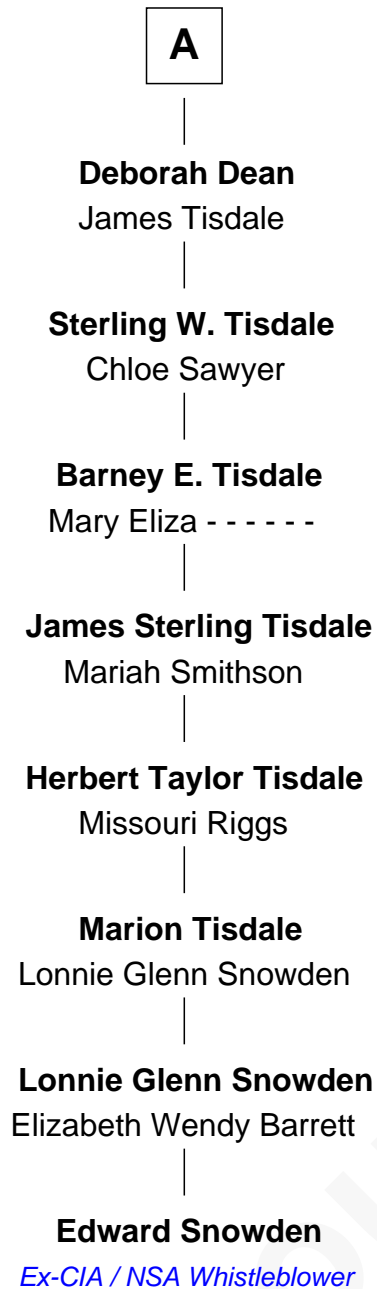 A
Deborah Dean
James Tisdale
Sterling W. Tisdale
Chloe Sawyer
Barney E. Tisdale
Mary Eliza - - - - - -
James Sterling Tisdale
Mariah Smithson
Herbert Taylor Tisdale
Missouri Riggs
Marion Tisdale
Lonnie Glenn Snowden
Lonnie Glenn Snowden
Elizabeth Wendy Barrett
Edward Snowden
Ex-CIA / NSA Whistleblower